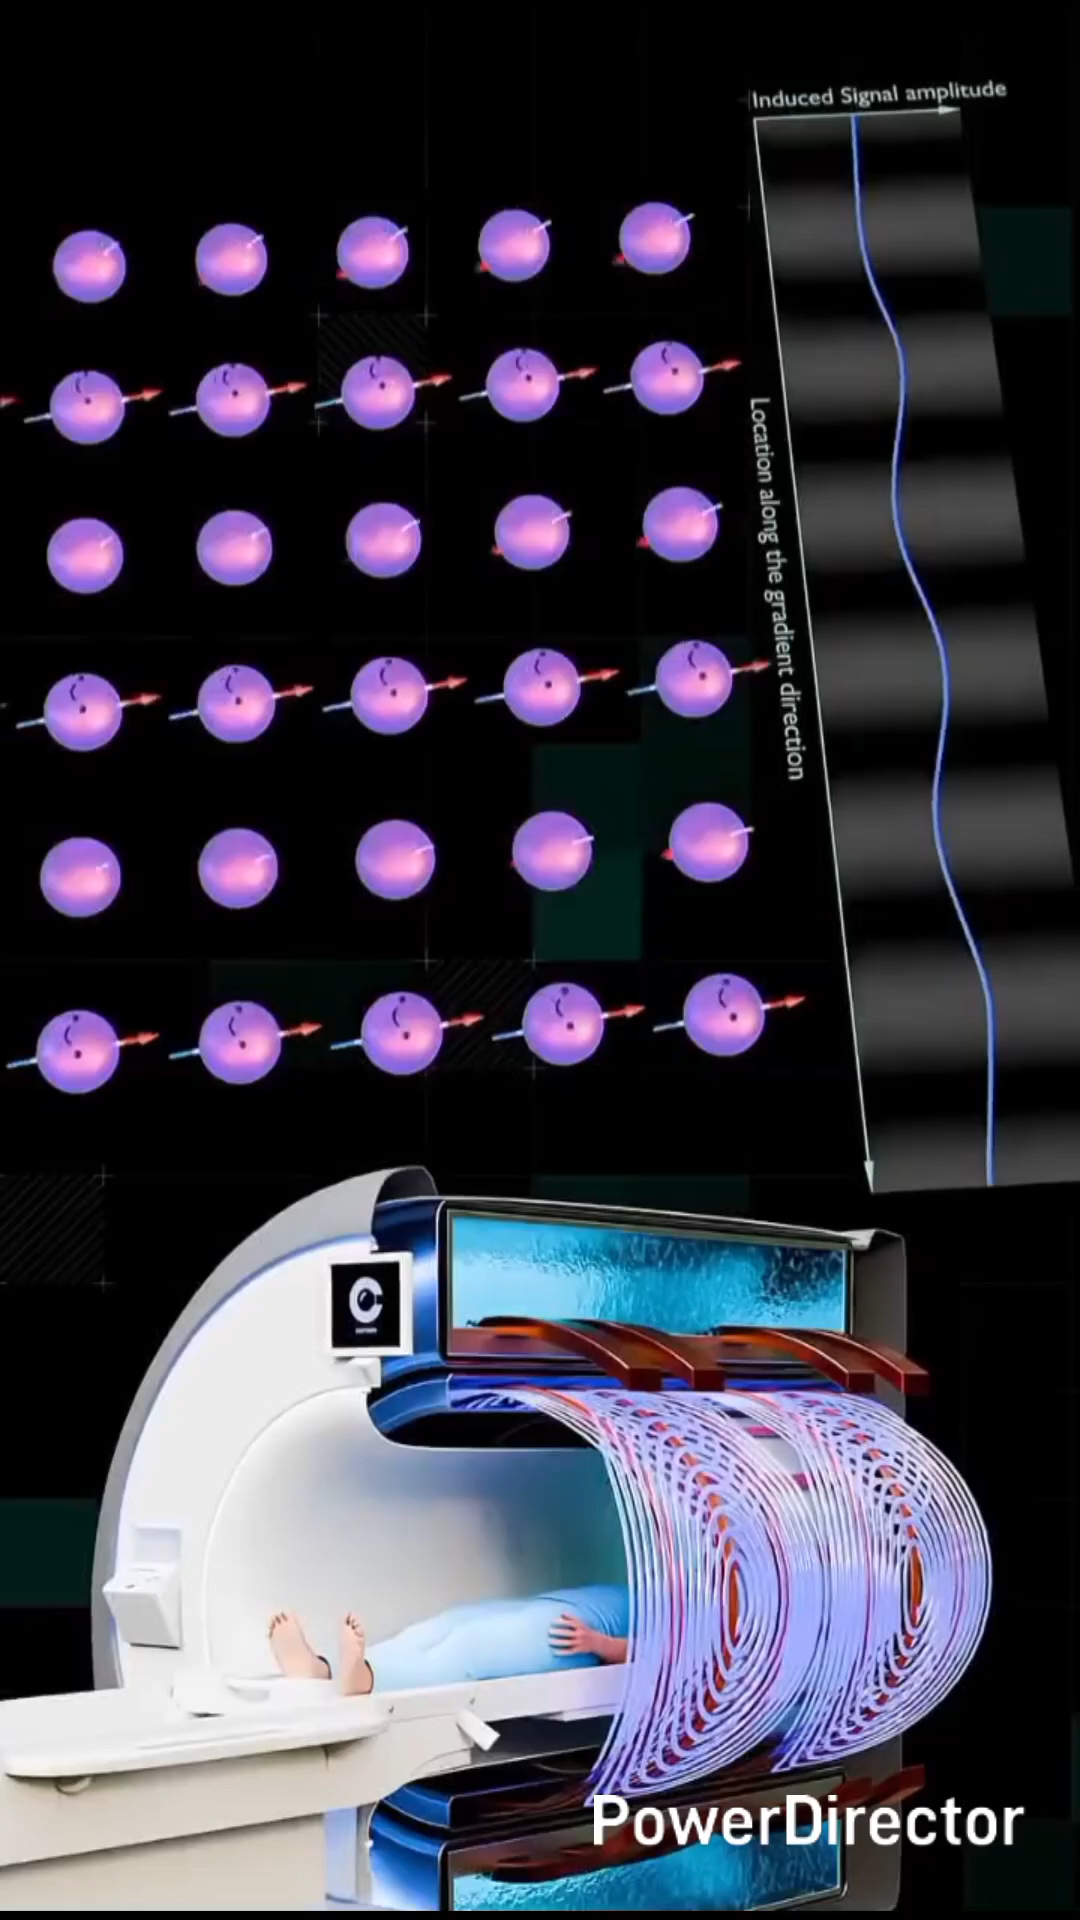 Induced Signal amplitude
Location along the gradient direction
PowerDirector